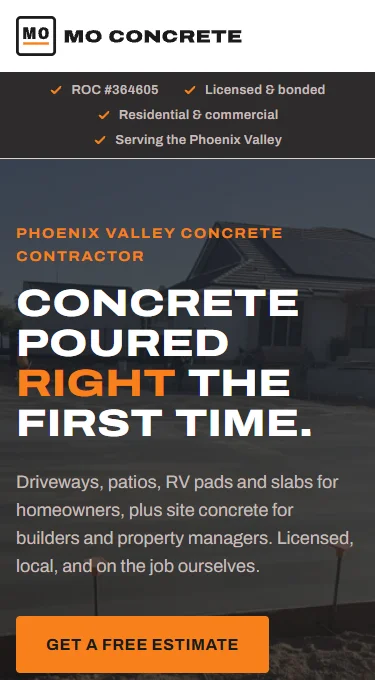 MO MO CONCRETE
ROC #364605 Licensed & bonded
Residential & commercial
Serving the Phoenix Valley
PHOENIX VALLEY CONCRETE
CONTRACTOR
CONCRETE
POURED
RIGHT THE
FIRST TIME.
Driveways, patios, RV pads and slabs for
homeowners, plus site concrete for
builders and property managers. Licensed,
local, and on the job ourselves.
GET A FREE ESTIMATE